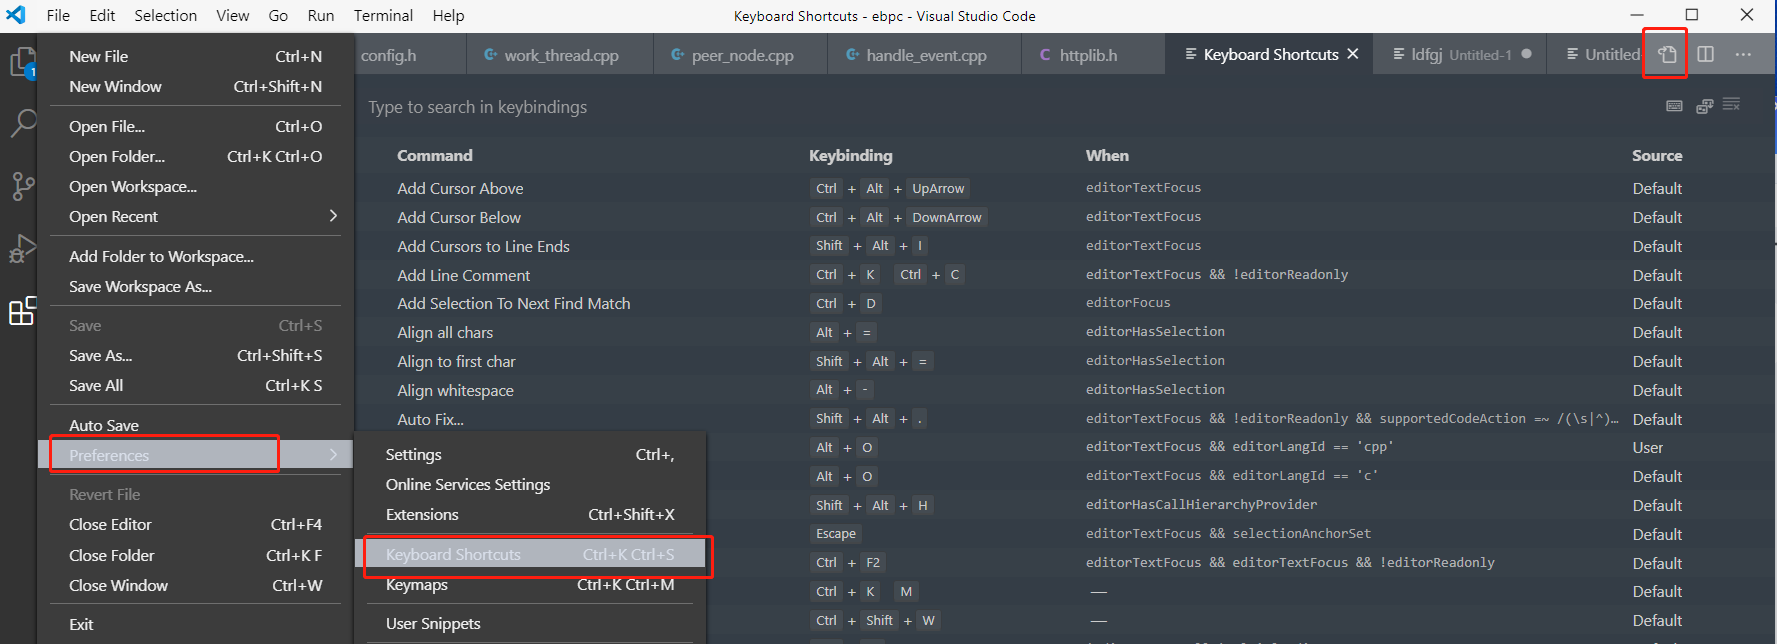 File Edit Selection View Go Run Terminal Help
Keyboard Shortcuts - ebpc - Visual Studio Code
config.h work_thread.cpp peer_node.cpp handle_event.cpp C httplib.h Keyboard Shortcuts ldfgj Untitled-1 Untitled
1
New File Ctrl+N
New Window Ctrl+Shift+N
Open File... Ctrl+O
Open Folder... Ctrl+K Ctrl+O
Open Workspace...
Open Recent
Add Folder to Workspace...
Save Workspace As...
Save Ctrl+S
Save As... Ctrl+Shift+S
Save All Ctrl+K S
Auto Save
Preferences
Revert File
Close Editor Ctrl+F4
Close Folder Ctrl+K F
Close Window Ctrl+W
Exit
Settings Ctrl+,
Online Services Settings
Extensions Ctrl+Shift+X
Keyboard Shortcuts Ctrl+K Ctrl+S
Keymaps Ctrl+K Ctrl+M
User Snippets
Type to search in keybindings
Command Keybinding When Source
Add Cursor Above Ctrl + Alt + UpArrow editorTextFocus Default
Add Cursor Below Ctrl + Alt + DownArrow editorTextFocus Default
Add Cursors to Line Ends Shift + Alt + I editorTextFocus Default
Add Line Comment Ctrl + K Ctrl + C editorTextFocus && !editorReadonly Default
Add Selection To Next Find Match Ctrl + D editorFocus Default
Align all chars Alt + = editorHasSelection Default
Align to first char Shift + Alt + = editorHasSelection Default
Align whitespace Alt + - editorHasSelection Default
Auto Fix... Shift + Alt + . editorTextFocus && !editorReadonly && supportedCodeAction =~ /(\s|^)... Default
Alt + O editorTextFocus && editorLangId == 'cpp' User
Alt + O editorTextFocus && editorLangId == 'c' Default
Shift + Alt + H editorHasCallHierarchyProvider Default
Escape editorTextFocus && selectionAnchorSet Default
Ctrl + F2 editorTextFocus && editorTextFocus && !editorReadonly Default
Ctrl + K M — Default
Ctrl + Shift + W — Default